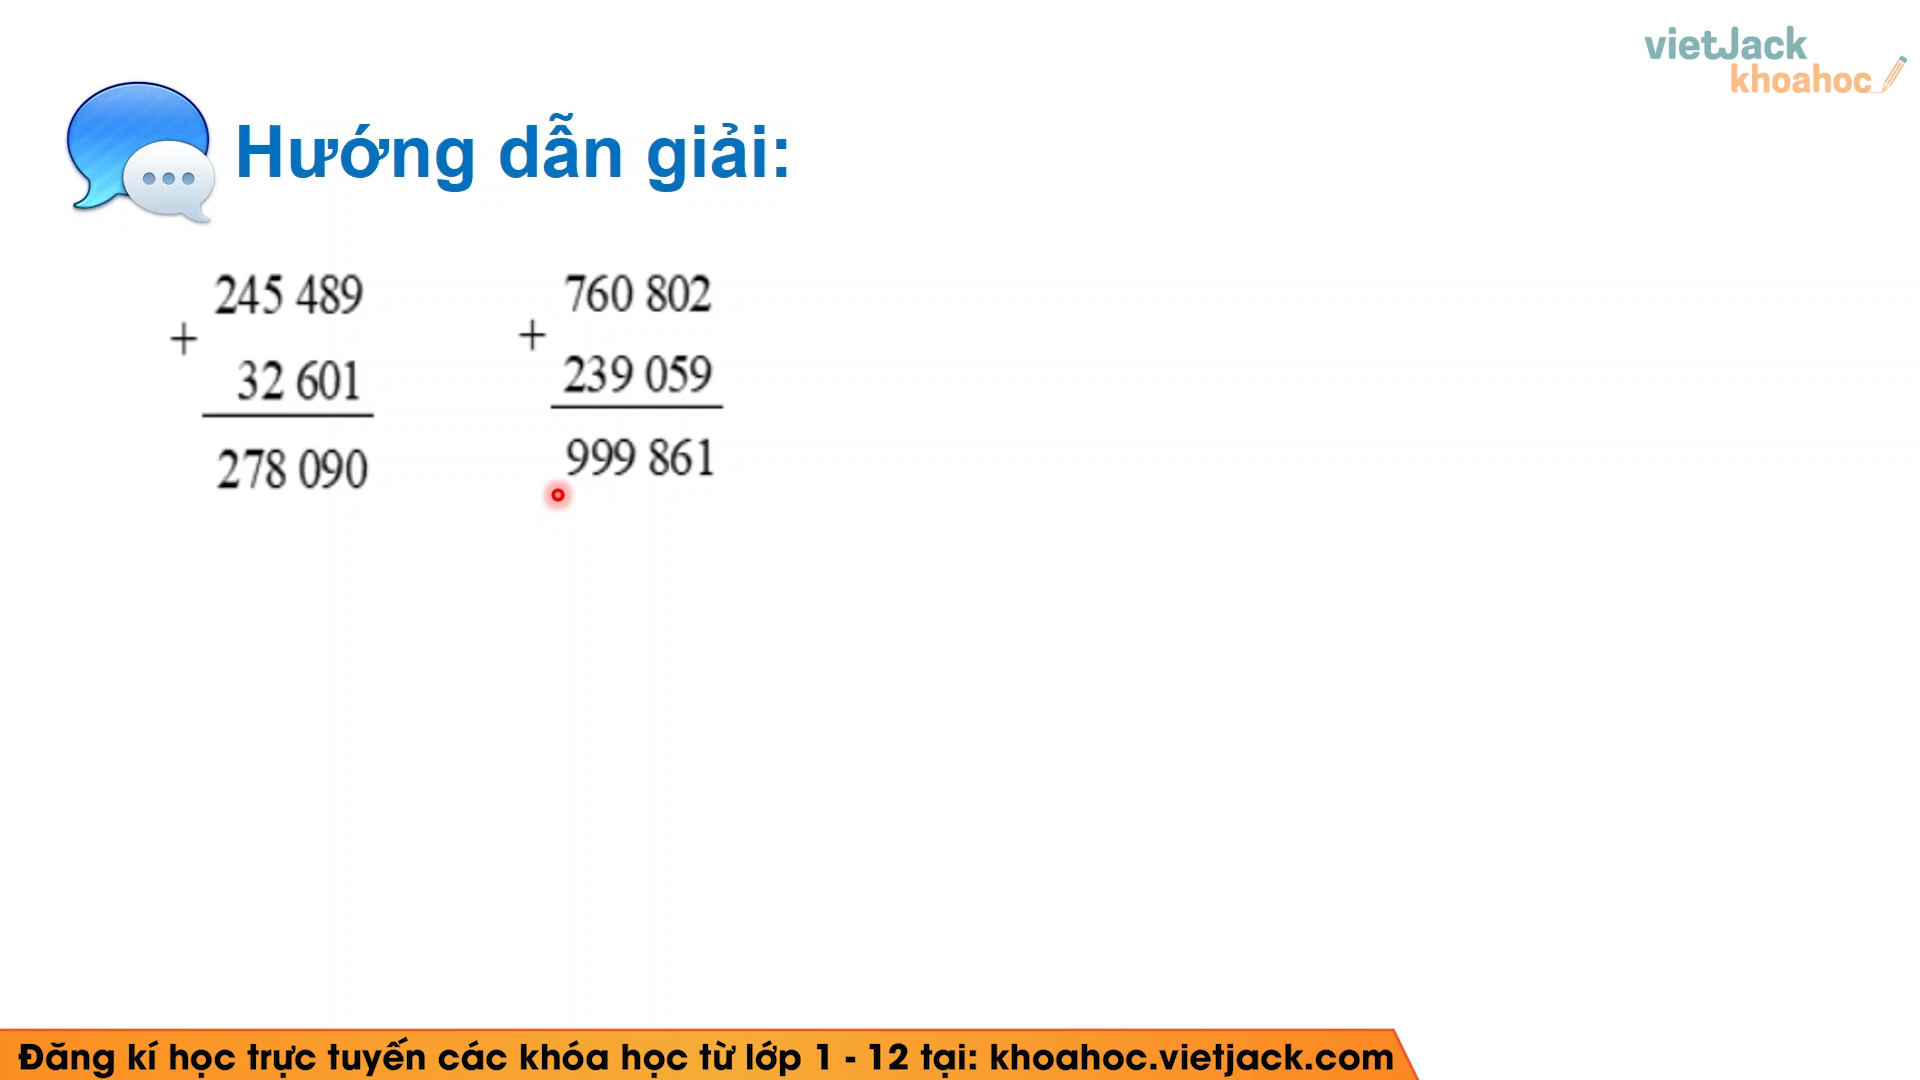 vietJack
khoahoc
Hướng dẫn giải:
245 489
+
32 601
278 090
760 802
+
239 059
999 861
Đăng kí học trực tuyến các khóa học từ lớp 1 - 12 tại: khoahoc.vietjack.com